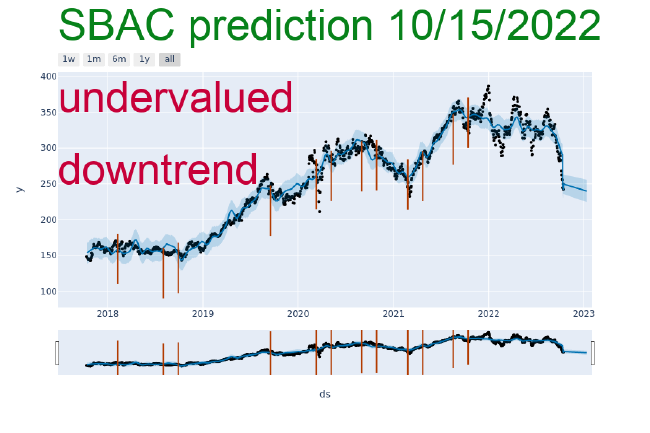 SBAC prediction 10/15/2022
1w 1m 6m 1y all
undervalued
downtrend
400
350
300
250
200
150
100
y
2018 2019 2020 2021 2022 2023
ds